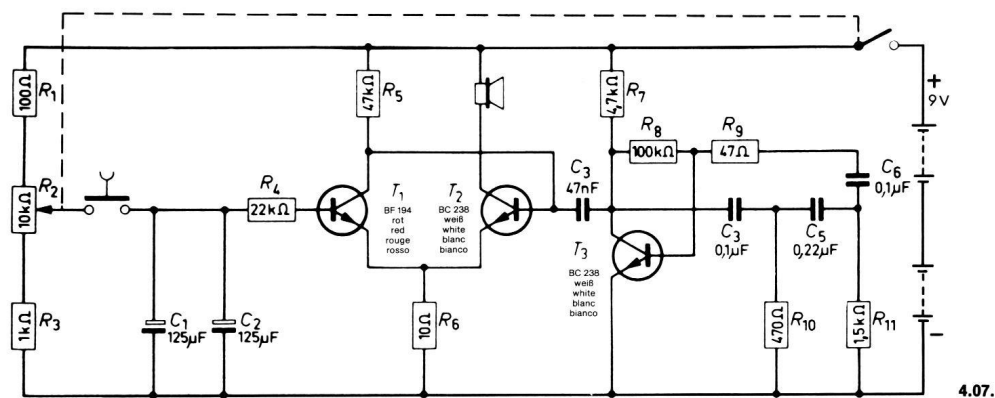 100Ω
R1
10kΩ
R2
1kΩ
R3
C1
125µF
C2
125µF
R4
22kΩ
47kΩ
R5
T1
BF 194
rot
red
rouge
rosso
T2
BC 238
weiß
white
blanc
bianco
10Ω
R6
C3
47nF
4,7kΩ
R7
R8
100kΩ
R9
47Ω
T3
BC 238
weiß
white
blanc
bianco
C3
0,1µF
C5
0,22µF
C6
0,1µF
470Ω
R10
1,5kΩ
R11
+
9V
−
4.07.